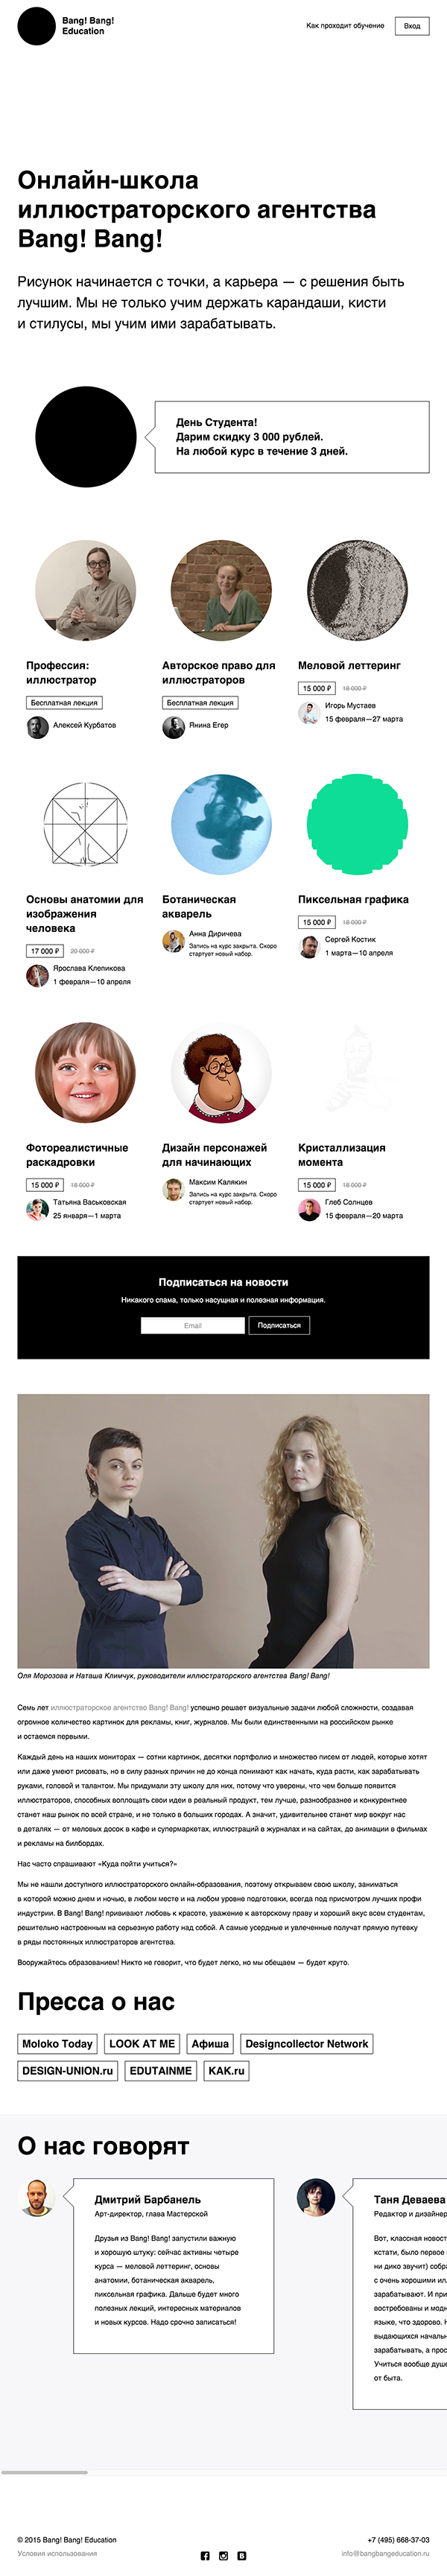 Bang! Bang!
Education
Как проходит обучение
Вход
Онлайн-школа
иллюстраторского агентства
Bang! Bang!
Рисунок начинается с точки, а карьера — с решения быть
лучшим. Мы не только учим держать карандаши, кисти
и стилусы, мы учим ими зарабатывать.
День Студента!
Дарим скидку 3 000 рублей.
На любой курс в течение 3 дней.
Профессия:
иллюстратор
Бесплатная лекция
Алексей Курбатов
Авторское право для
иллюстраторов
Бесплатная лекция
Янина Егер
Меловой леттеринг
15 000 ₽ 18 000 ₽
Игорь Мустаев
15 февраля—27 марта
Основы анатомии для
изображения
человека
17 000 ₽ 20 000 ₽
Ярослава Клепикова
1 февраля—10 апреля
Ботаническая
акварель
Анна Диричева
Запись на курс закрыта. Скоро
стартует новый набор.
Пиксельная графика
15 000 ₽ 18 000 ₽
Сергей Костик
1 марта—10 апреля
Фотореалистичные
раскадровки
15 000 ₽ 18 000 ₽
Татьяна Васьковская
25 января—1 марта
Дизайн персонажей
для начинающих
Максим Калякин
Запись на курс закрыта. Скоро
стартует новый набор.
Кристаллизация
момента
15 000 ₽ 18 000 ₽
Глеб Солнцев
15 февраля—20 марта
Подписаться на новости
Никакого спама, только насущная и полезная информация.
Email
Подписаться
Оля Морозова и Наташа Климчук, руководители иллюстраторского агентства Bang! Bang!
Семь лет иллюстраторское агентство Bang! Bang! успешно решает визуальные задачи любой сложности, создавая
огромное количество картинок для рекламы, книг, журналов. Мы были единственными на российском рынке
и остаемся первыми.
Каждый день на наших мониторах — сотни картинок, десятки портфолио и множество писем от людей, которые хотят
или даже умеют рисовать, но в силу разных причин не до конца понимают как начать, куда расти, как зарабатывать
руками, головой и талантом. Мы придумали эту школу для них, потому что уверены, что чем больше появится
иллюстраторов, способных воплощать свои идеи в реальный продукт, тем лучше, разнообразнее и конкурентнее
станет наш рынок по всей стране, и не только в больших городах. А значит, удивительнее станет мир вокруг нас
в деталях — от меловых досок в кафе и супермаркетах, иллюстраций в журналах и на сайтах, до анимации в фильмах
и рекламы на билбордах.
Нас часто спрашивают «Куда пойти учиться?»
Мы не нашли доступного иллюстраторского онлайн-образования, поэтому открываем свою школу, заниматься
в которой можно днем и ночью, в любом месте и на любом уровне подготовки, всегда под присмотром лучших профи
индустрии. В Bang! Bang! прививают любовь к красоте, уважение к авторскому праву и хороший вкус всем студентам,
решительно настроенным на серьезную работу над собой. А самые усердные и увлеченные получат прямую путевку
в ряды постоянных иллюстраторов агентства.
Вооружайтесь образованием! Никто не говорит, что будет легко, но мы обещаем — будет круто.
Пресса о нас
Moloko Today
LOOK AT ME
Афиша
Designcollector Network
DESIGN-UNION.ru
EDUTAINME
KAK.ru
О нас говорят
Дмитрий Барбанель
Арт-директор, глава Мастерской
Друзья из Bang! Bang! запустили важную
и хорошую штуку: сейчас активны четыре
курса — меловой леттеринг, основы
анатомии, ботаническая акварель,
пиксельная графика. Дальше будет много
полезных лекций, интересных материалов
и новых курсов. Надо срочно записаться!
Таня Деваева
Редактор и дизайнер
Вот, классная новост
кстати, было первое
ни дико звучит) собра
с очень хорошими ил
зарабатывают. И при
востребованы и модн
языке, что здорово. Н
выдающихся начальн
зарабатывать, а прос
Учиться вообще душе
от быта.
© 2015 Bang! Bang! Education
Условия использования
+7 (495) 668-37-03
info@bangbangeducation.ru